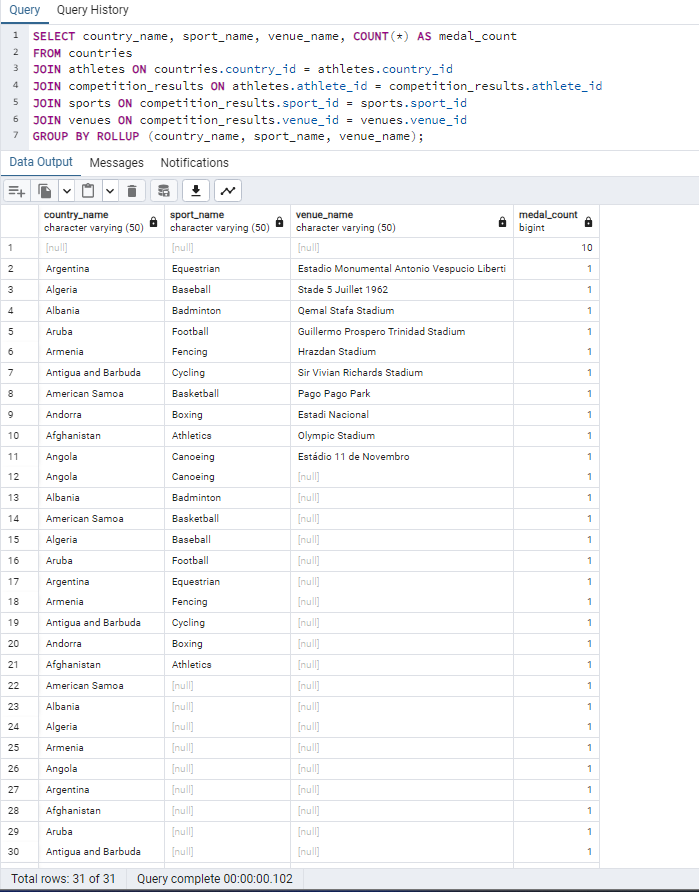 Query Query History
1 SELECT country_name, sport_name, venue_name, COUNT(*) AS medal_count
2 FROM countries
3 JOIN athletes ON countries.country_id = athletes.country_id
4 JOIN competition_results ON athletes.athlete_id = competition_results.athlete_id
5 JOIN sports ON competition_results.sport_id = sports.sport_id
6 JOIN venues ON competition_results.venue_id = venues.venue_id
7 GROUP BY ROLLUP (country_name, sport_name, venue_name);
Data Output Messages Notifications
country_name sport_name venue_name medal_count
character varying (50) character varying (50) character varying (50) bigint
1 [null] [null] [null] 10
2 Argentina Equestrian Estadio Monumental Antonio Vespucio Liberti 1
3 Algeria Baseball Stade 5 Juillet 1962 1
4 Albania Badminton Qemal Stafa Stadium 1
5 Aruba Football Guillermo Prospero Trinidad Stadium 1
6 Armenia Fencing Hrazdan Stadium 1
7 Antigua and Barbuda Cycling Sir Vivian Richards Stadium 1
8 American Samoa Basketball Pago Pago Park 1
9 Andorra Boxing Estadi Nacional 1
10 Afghanistan Athletics Olympic Stadium 1
11 Angola Canoeing Estádio 11 de Novembro 1
12 Angola Canoeing [null] 1
13 Albania Badminton [null] 1
14 American Samoa Basketball [null] 1
15 Algeria Baseball [null] 1
16 Aruba Football [null] 1
17 Argentina Equestrian [null] 1
18 Armenia Fencing [null] 1
19 Antigua and Barbuda Cycling [null] 1
20 Andorra Boxing [null] 1
21 Afghanistan Athletics [null] 1
22 American Samoa [null] [null] 1
23 Albania [null] [null] 1
24 Algeria [null] [null] 1
25 Armenia [null] [null] 1
26 Angola [null] [null] 1
27 Argentina [null] [null] 1
28 Afghanistan [null] [null] 1
29 Aruba [null] [null] 1
30 Antigua and Barbuda [null] [null] 1
Total rows: 31 of 31 Query complete 00:00:00.102